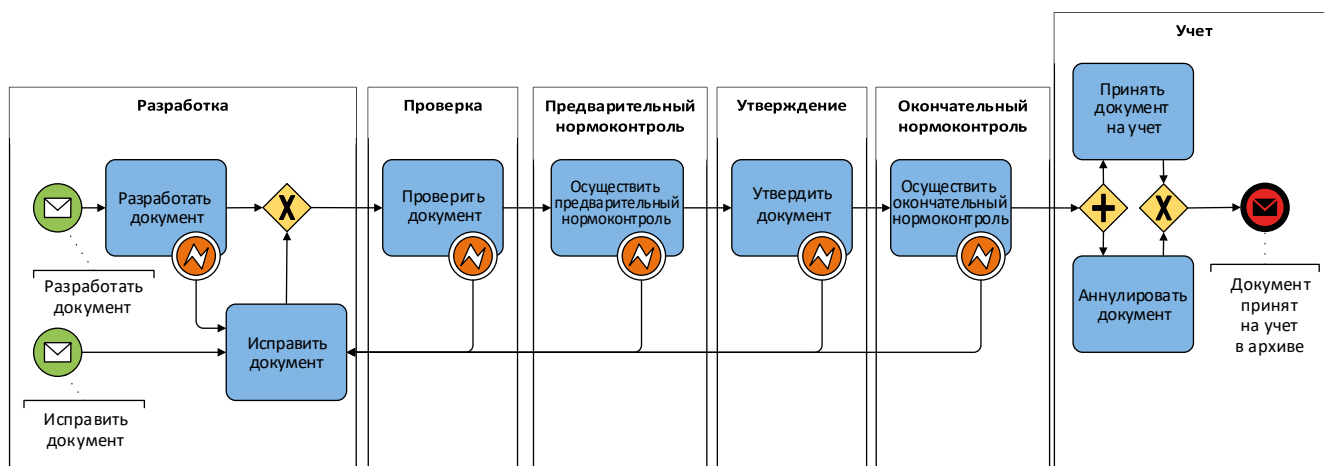 Учет
Разработка
Проверка
Предварительный
нормоконтроль
Утверждение
Окончательный
нормоконтроль
Принять
документ
на учет
Разработать
документ
Проверить
документ
Осуществить
предварительный
нормоконтроль
Утвердить
документ
Осуществить
окончательный
нормоконтроль
Разработать
документ
Аннулировать
документ
Документ
принят
на учет
в архиве
Исправить
документ
Исправить
документ